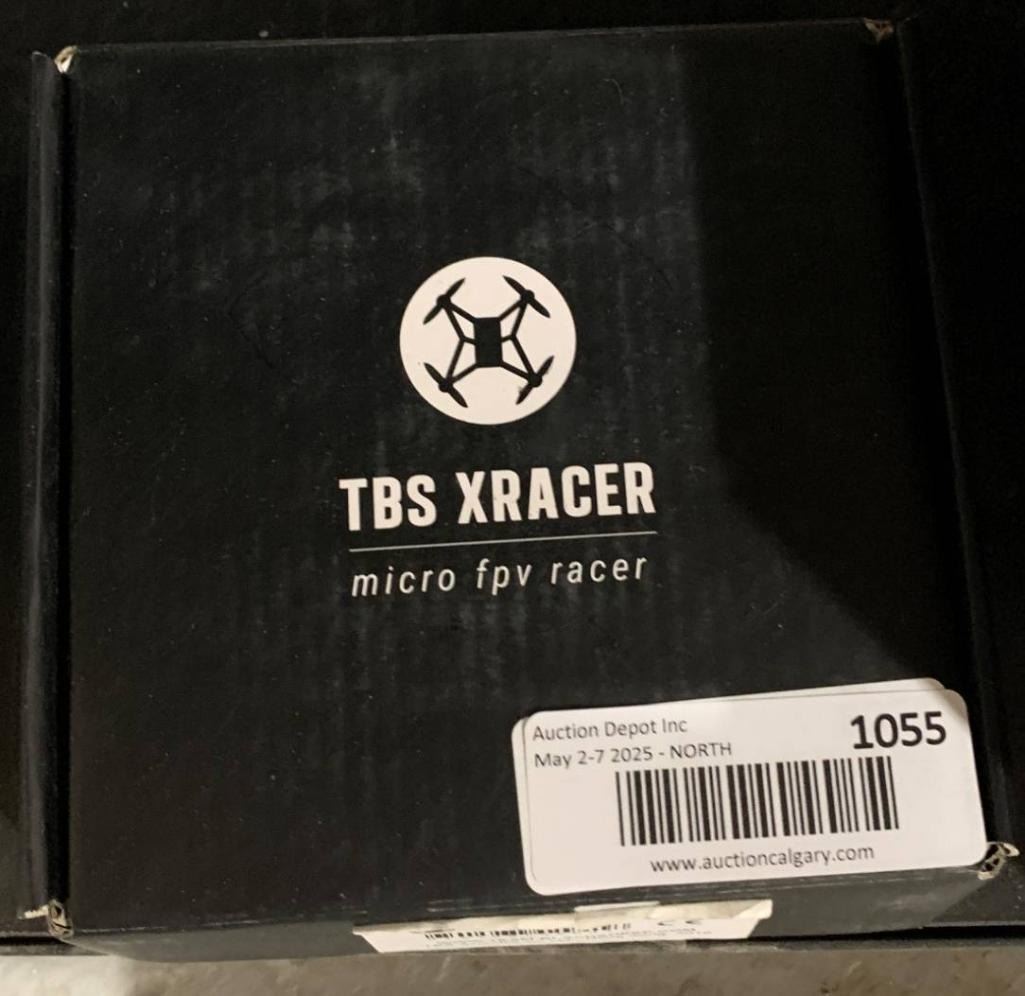 TBS XRACER
micro fpv racer
Auction Depot Inc
1055
May 2-7 2025 - NORTH
www.auctioncalgary.com